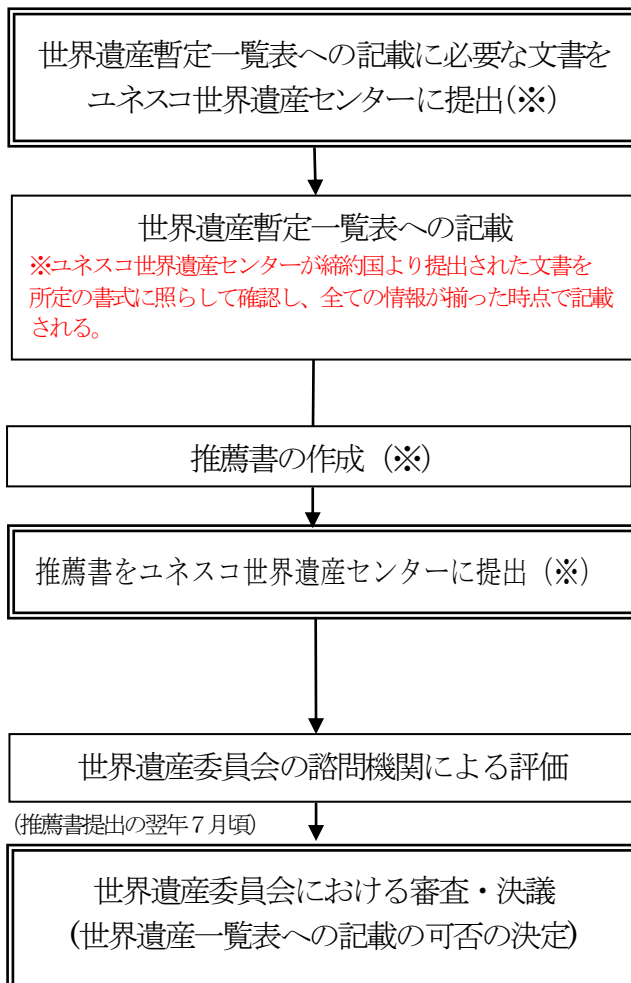 世界遺産暫定一覧表への記載に必要な文書を
ユネスコ世界遺産センターに提出(※)
世界遺産暫定一覧表への記載
※ユネスコ世界遺産センターが締約国より提出された文書を
所定の書式に照らして確認し、全ての情報が揃った時点で記載
される。
推薦書の作成（※）
推薦書をユネスコ世界遺産センターに提出（※）
世界遺産委員会の諮問機関による評価
(推薦書提出の翌年７月頃)
世界遺産委員会における審査・決議
(世界遺産一覧表への記載の可否の決定)